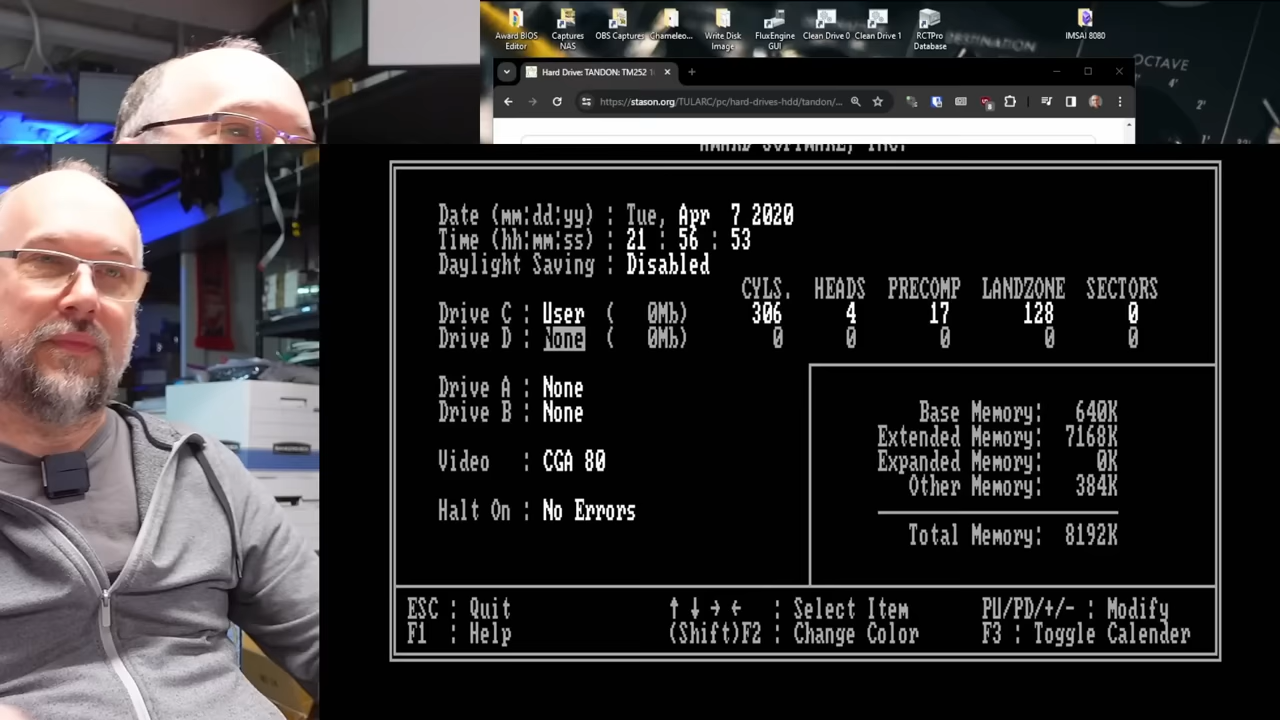 Award BIOS Editor
Captures NAS
OBS Captures
Chameleo...
Write Disk Image
FluxEngine GUI
Clean Drive 0
Clean Drive 1
RCTPro Database
IMSAI 8080
OCTAVE
Hard Drive: TANDON: TM252 1
https://stason.org/TULARC/pc/hard-drives-hdd/tandon/...
AWARD SOFTWARE, INC.
Date (mm:dd:yy) : Tue, Apr 7 2020
Time (hh:mm:ss) : 21 : 56 : 53
Daylight Saving : Disabled
CYLS. HEADS PRECOMP LANDZONE SECTORS
Drive C : User ( 0Mb) 306 4 17 128 0
Drive D : None ( 0Mb) 0 0 0 0 0
Drive A : None
Drive B : None
Video : CGA 80
Halt On : No Errors
Base Memory: 640K
Extended Memory: 7168K
Expanded Memory: 0K
Other Memory: 384K
Total Memory: 8192K
ESC : Quit ↑ ↓ → ← : Select Item PU/PD/+/- : Modify
F1 : Help (Shift)F2 : Change Color F3 : Toggle Calender